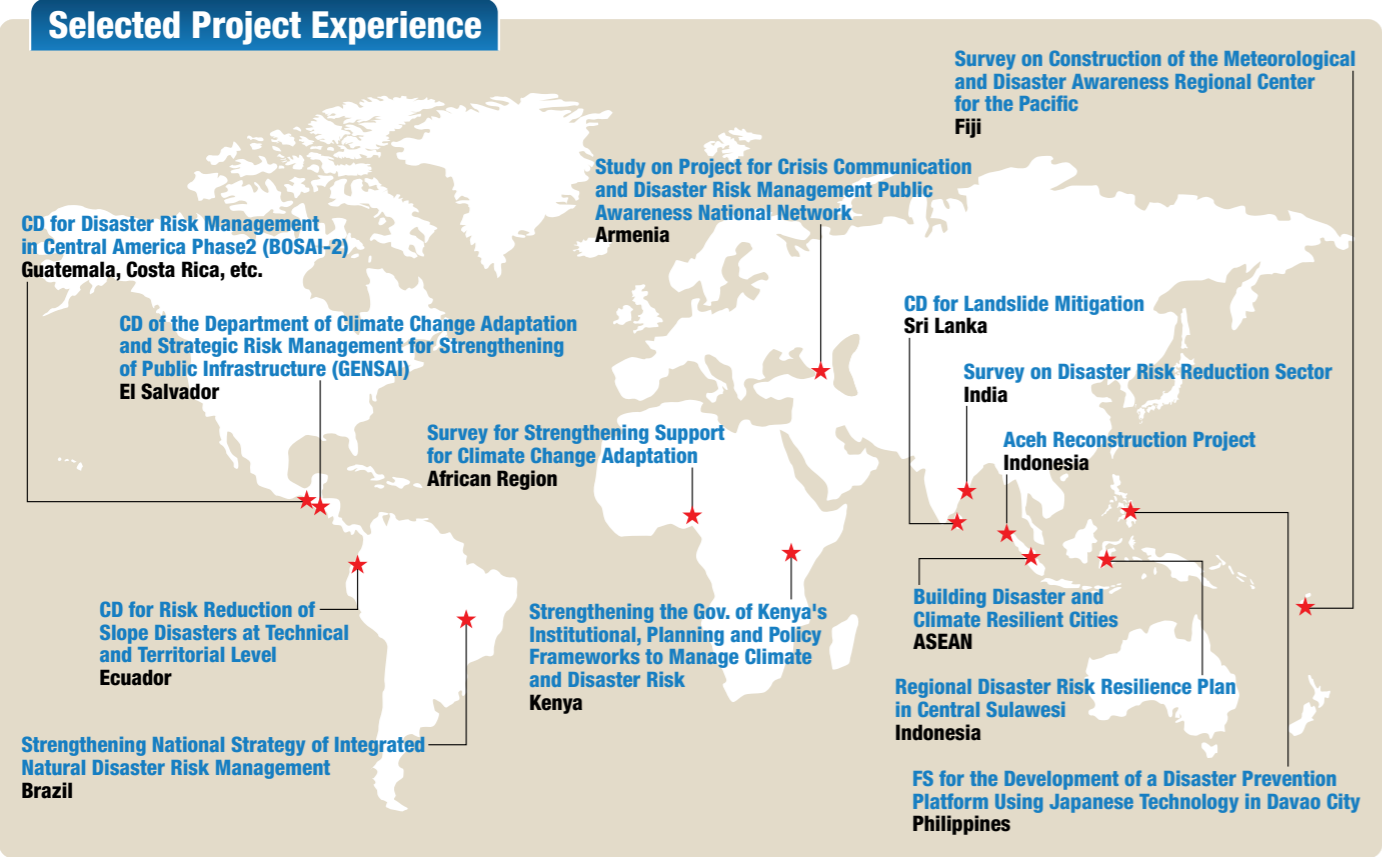 Selected Project Experience
Survey on Construction of the Meteorological
and Disaster Awareness Regional Center
for the Pacific
Fiji
Study on Project for Crisis Communication
and Disaster Risk Management Public
Awareness National Network
Armenia
CD for Disaster Risk Management
in Central America Phase2 (BOSAI-2)
Guatemala, Costa Rica, etc.
CD of the Department of Climate Change Adaptation
and Strategic Risk Management for Strengthening
of Public Infrastructure (GENSAI)
El Salvador
CD for Landslide Mitigation
Sri Lanka
Survey on Disaster Risk Reduction Sector
India
Survey for Strengthening Support
for Climate Change Adaptation
African Region
Aceh Reconstruction Project
Indonesia
CD for Risk Reduction of
Slope Disasters at Technical
and Territorial Level
Ecuador
Strengthening the Gov. of Kenya's
Institutional, Planning and Policy
Frameworks to Manage Climate
and Disaster Risk
Kenya
Building Disaster and
Climate Resilient Cities
ASEAN
Regional Disaster Risk Resilience Plan
in Central Sulawesi
Indonesia
Strengthening National Strategy of Integrated
Natural Disaster Risk Management
Brazil
FS for the Development of a Disaster Prevention
Platform Using Japanese Technology in Davao City
Philippines